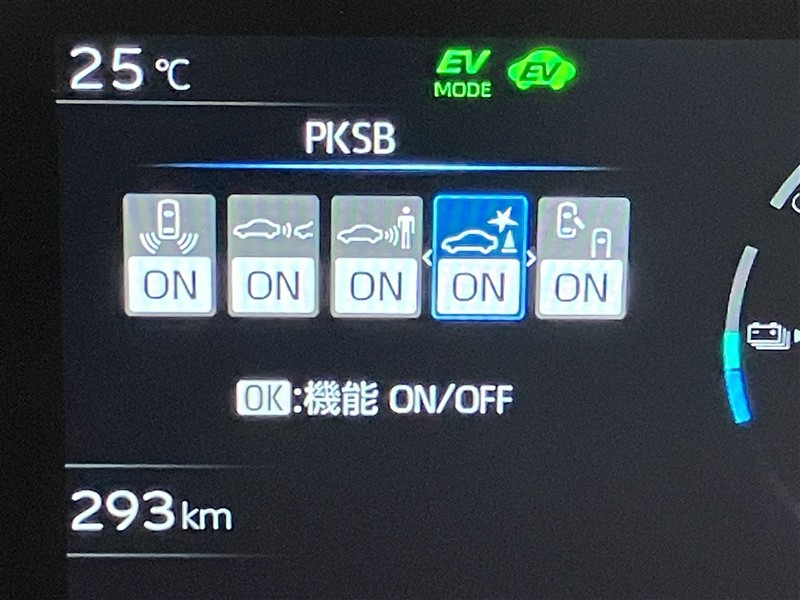 25℃
EV
MODE
EV
PKSB
ON
ON
ON
ON
ON
OK:機能 ON/OFF
293km